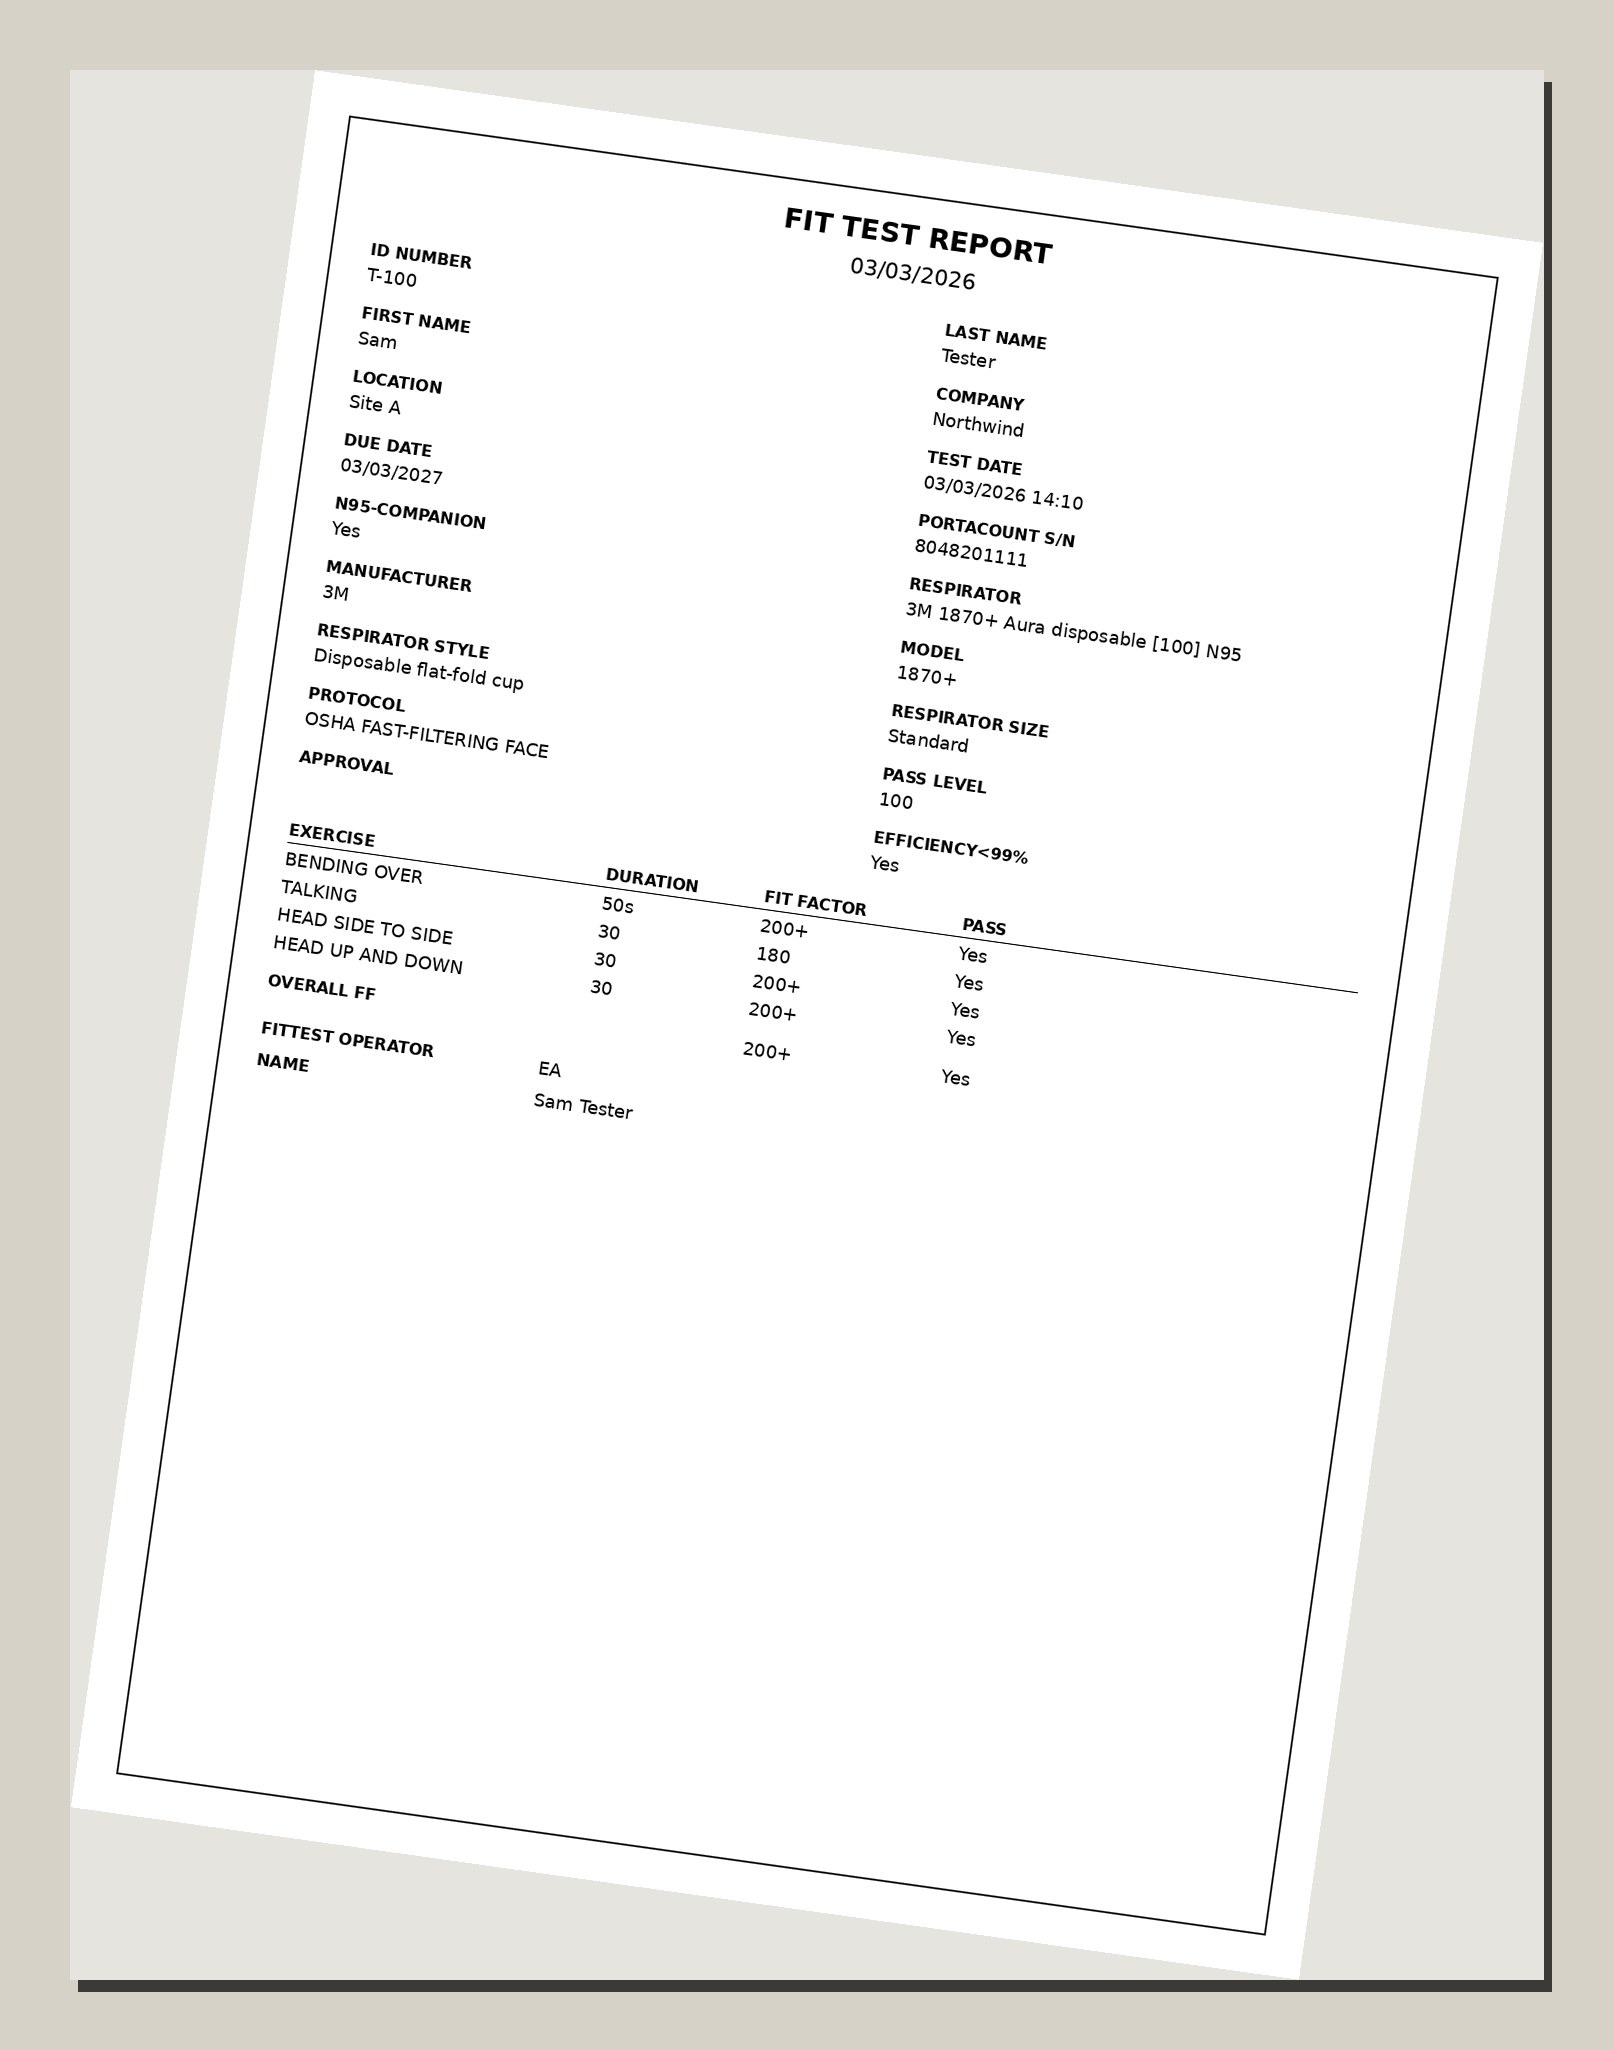 FIT TEST REPORT
03/03/2026
ID NUMBER
T-100
FIRST NAME
Sam
LAST NAME
Tester
LOCATION
Site A
COMPANY
Northwind
DUE DATE
03/03/2027
TEST DATE
03/03/2026 14:10
N95-COMPANION
Yes
PORTACOUNT S/N
8048201111
MANUFACTURER
3M
RESPIRATOR
3M 1870+ Aura disposable [100] N95
RESPIRATOR STYLE
Disposable flat-fold cup
MODEL
1870+
PROTOCOL
OSHA FAST-FILTERING FACE
RESPIRATOR SIZE
Standard
APPROVAL
PASS LEVEL
100
EFFICIENCY<99%
Yes
EXERCISE DURATION FIT FACTOR PASS
BENDING OVER 50s 200+ Yes
TALKING 30 180 Yes
HEAD SIDE TO SIDE 30 200+ Yes
HEAD UP AND DOWN 30 200+ Yes
OVERALL FF 200+ Yes
FITTEST OPERATOR EA
NAME Sam Tester